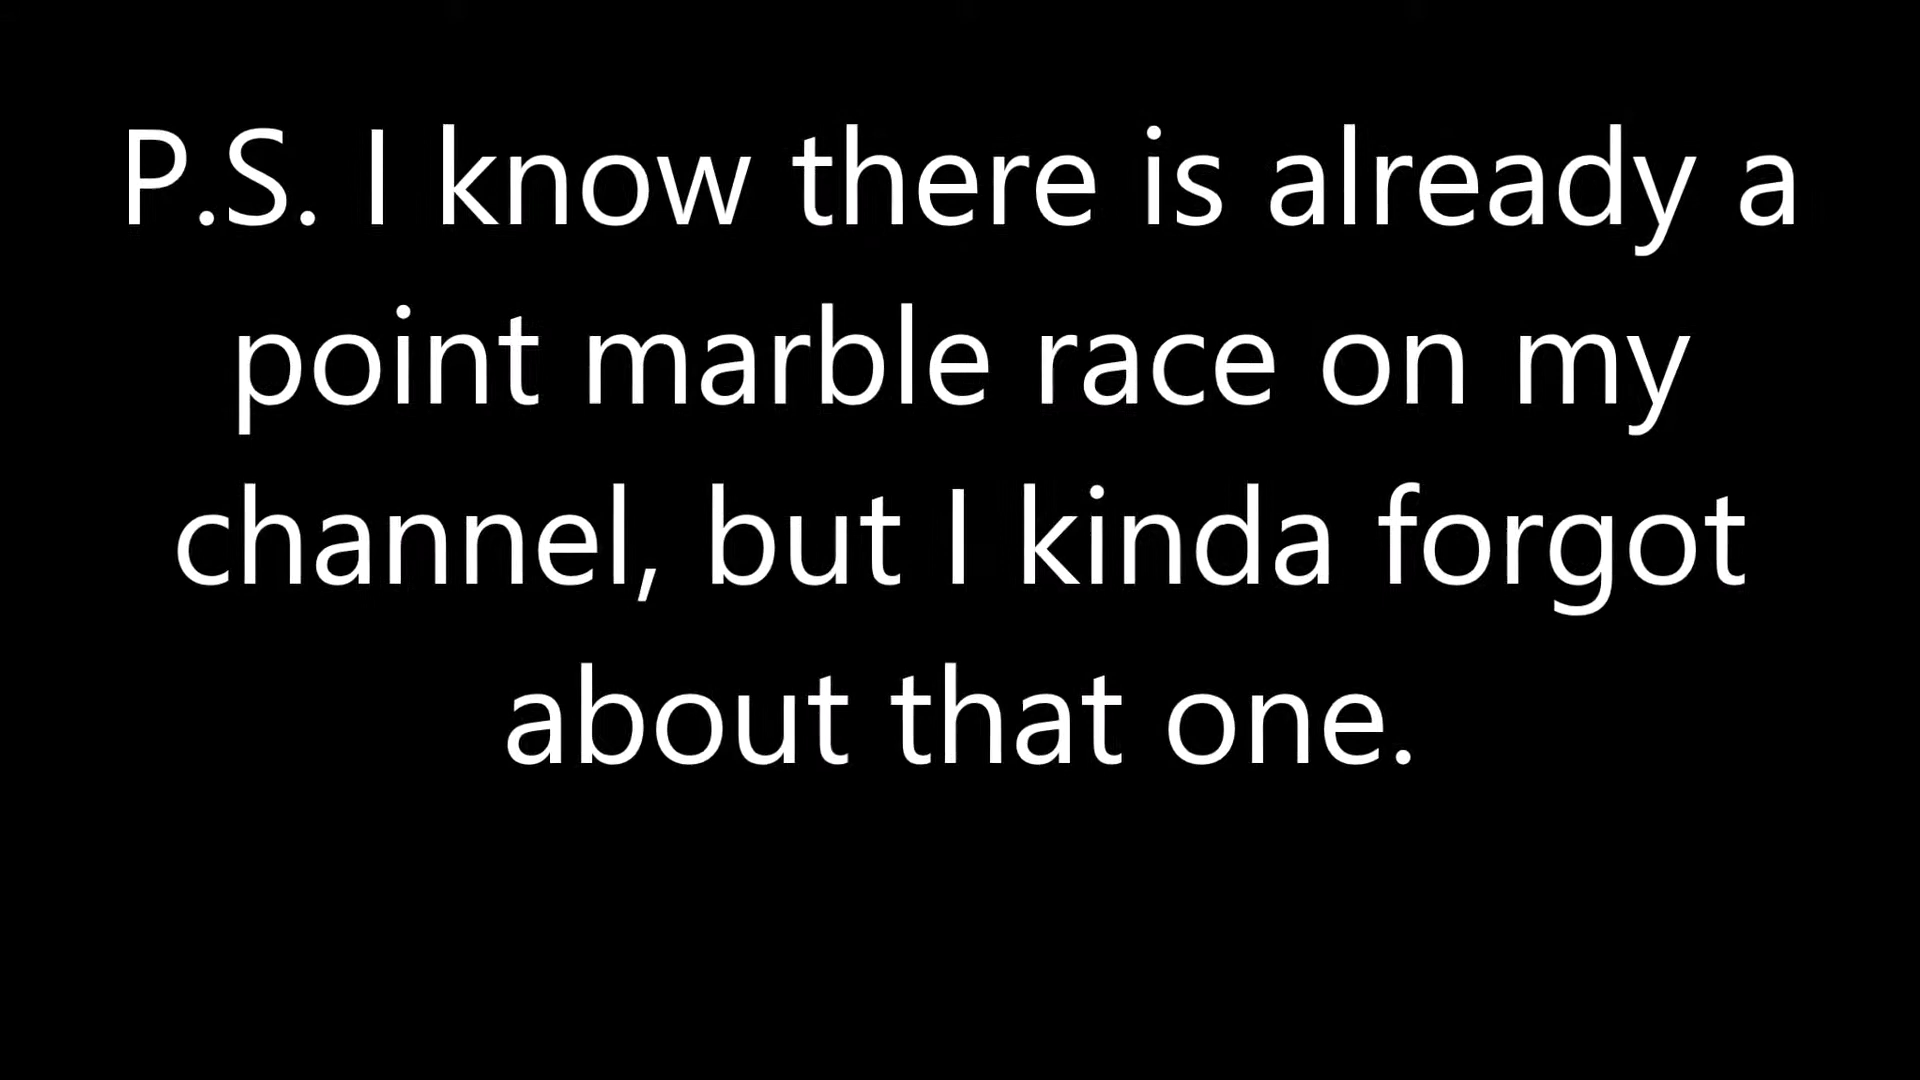 P.S. I know there is already a
point marble race on my
channel, but I kinda forgot
about that one.